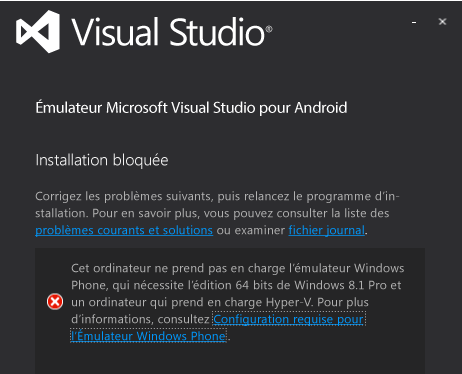 Visual Studio®
Émulateur Microsoft Visual Studio pour Android
Installation bloquée
Corrigez les problèmes suivants, puis relancez le programme d'in-
stallation. Pour en savoir plus, vous pouvez consulter la liste des
problèmes courants et solutions ou examiner fichier journal.
Cet ordinateur ne prend pas en charge l'émulateur Windows
Phone, qui nécessite l'édition 64 bits de Windows 8.1 Pro et
un ordinateur qui prend en charge Hyper-V. Pour plus
d'informations, consultez Configuration requise pour
l'Émulateur Windows Phone.